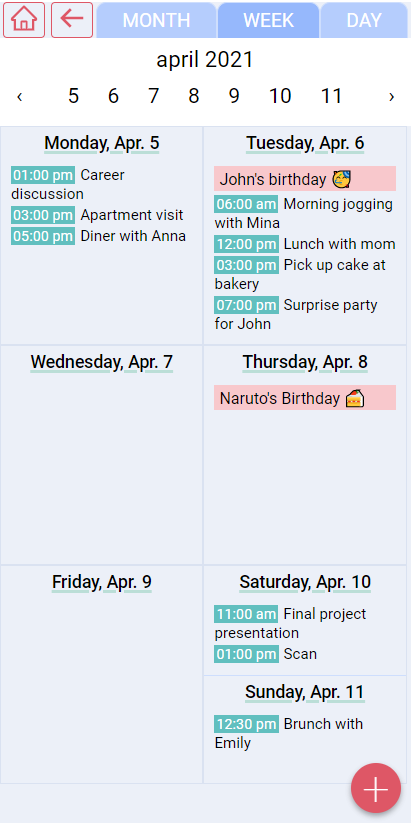 MONTH WEEK DAY
april 2021
‹ 5 6 7 8 9 10 11 ›
Monday, Apr. 5
01:00 pm Career
discussion
03:00 pm Apartment visit
05:00 pm Diner with Anna
Tuesday, Apr. 6
John's birthday 🥳
06:00 am Morning jogging
with Mina
12:00 pm Lunch with mom
03:00 pm Pick up cake at
bakery
07:00 pm Surprise party
for John
Wednesday, Apr. 7
Thursday, Apr. 8
Naruto's Birthday 🍰
Friday, Apr. 9
Saturday, Apr. 10
11:00 am Final project
presentation
01:00 pm Scan
Sunday, Apr. 11
12:30 pm Brunch with
Emily